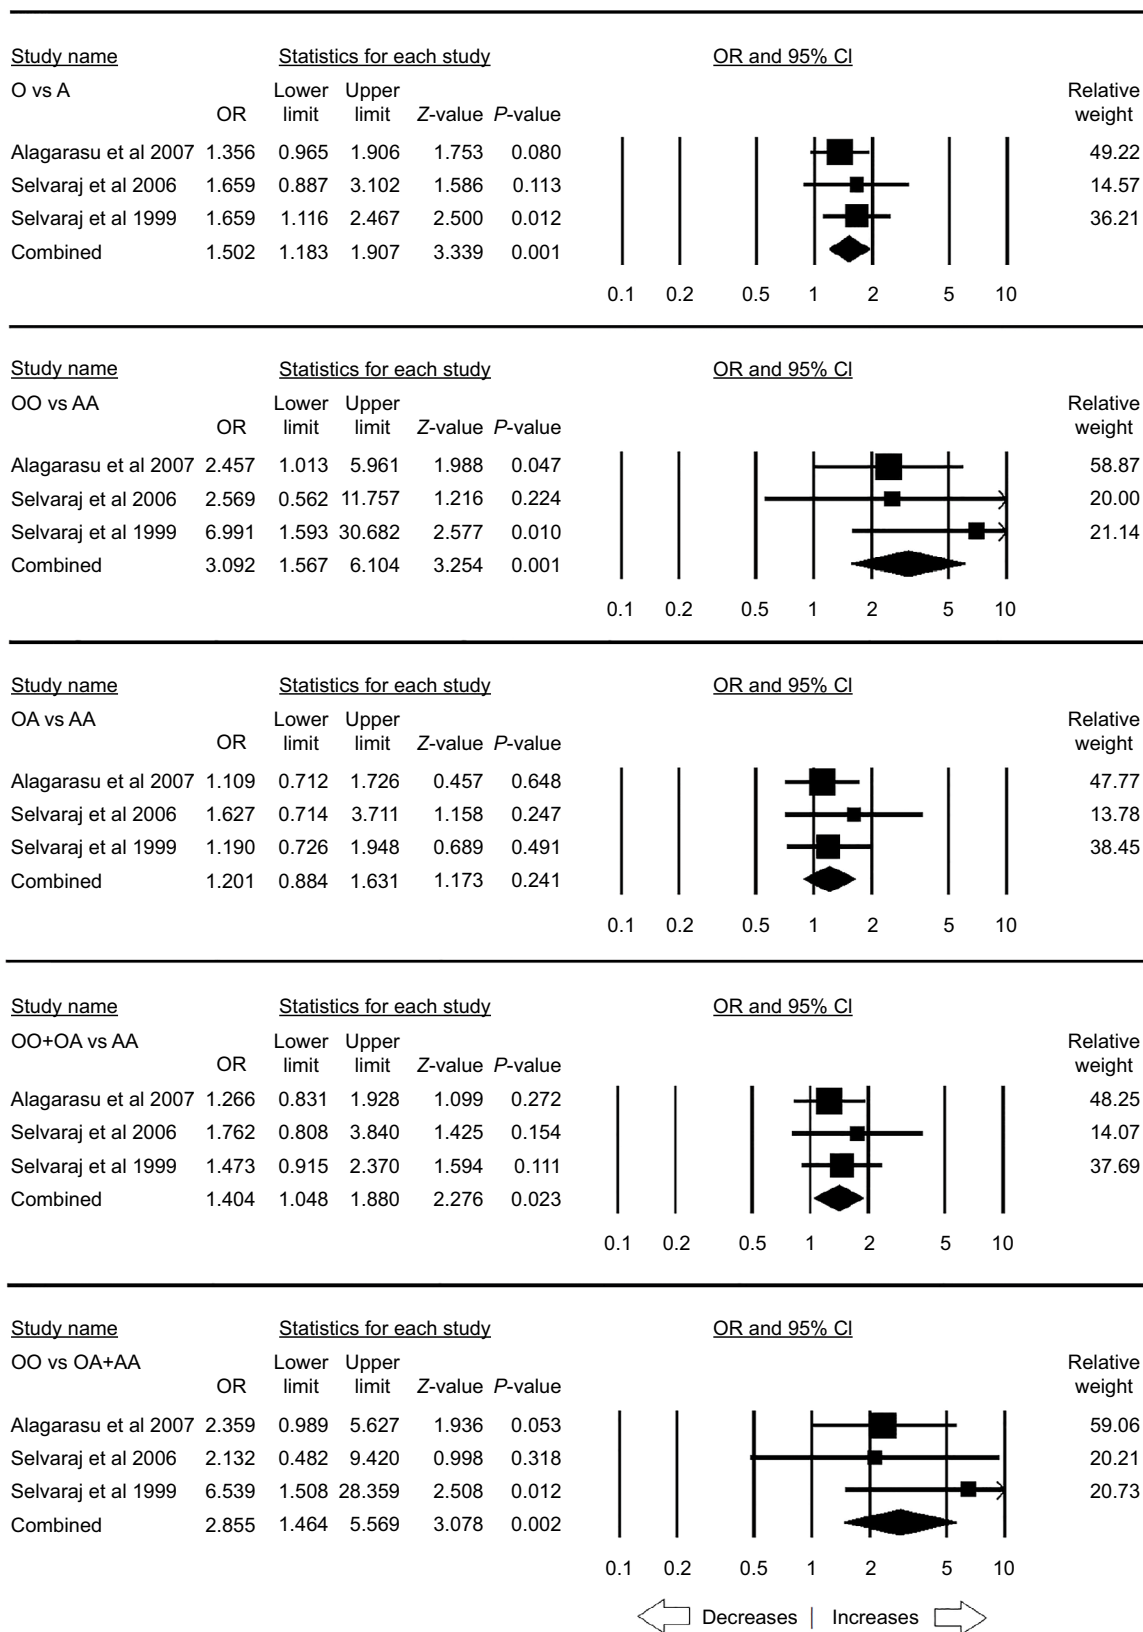 Study name Statistics for each study OR and 95% CI
O vs A Lower Upper Relative
OR limit limit Z-value P-value weight
Alagarasu et al 2007 1.356 0.965 1.906 1.753 0.080 49.22
Selvaraj et al 2006 1.659 0.887 3.102 1.586 0.113 14.57
Selvaraj et al 1999 1.659 1.116 2.467 2.500 0.012 36.21
Combined 1.502 1.183 1.907 3.339 0.001
0.1 0.2 0.5 1 2 5 10
Study name Statistics for each study OR and 95% CI
OO vs AA Lower Upper Relative
OR limit limit Z-value P-value weight
Alagarasu et al 2007 2.457 1.013 5.961 1.988 0.047 58.87
Selvaraj et al 2006 2.569 0.562 11.757 1.216 0.224 20.00
Selvaraj et al 1999 6.991 1.593 30.682 2.577 0.010 21.14
Combined 3.092 1.567 6.104 3.254 0.001
0.1 0.2 0.5 1 2 5 10
Study name Statistics for each study OR and 95% CI
OA vs AA Lower Upper Relative
OR limit limit Z-value P-value weight
Alagarasu et al 2007 1.109 0.712 1.726 0.457 0.648 47.77
Selvaraj et al 2006 1.627 0.714 3.711 1.158 0.247 13.78
Selvaraj et al 1999 1.190 0.726 1.948 0.689 0.491 38.45
Combined 1.201 0.884 1.631 1.173 0.241
0.1 0.2 0.5 1 2 5 10
Study name Statistics for each study OR and 95% CI
OO+OA vs AA Lower Upper Relative
OR limit limit Z-value P-value weight
Alagarasu et al 2007 1.266 0.831 1.928 1.099 0.272 48.25
Selvaraj et al 2006 1.762 0.808 3.840 1.425 0.154 14.07
Selvaraj et al 1999 1.473 0.915 2.370 1.594 0.111 37.69
Combined 1.404 1.048 1.880 2.276 0.023
0.1 0.2 0.5 1 2 5 10
Study name Statistics for each study OR and 95% CI
OO vs OA+AA Lower Upper Relative
OR limit limit Z-value P-value weight
Alagarasu et al 2007 2.359 0.989 5.627 1.936 0.053 59.06
Selvaraj et al 2006 2.132 0.482 9.420 0.998 0.318 20.21
Selvaraj et al 1999 6.539 1.508 28.359 2.508 0.012 20.73
Combined 2.855 1.464 5.569 3.078 0.002
0.1 0.2 0.5 1 2 5 10
Decreases | Increases